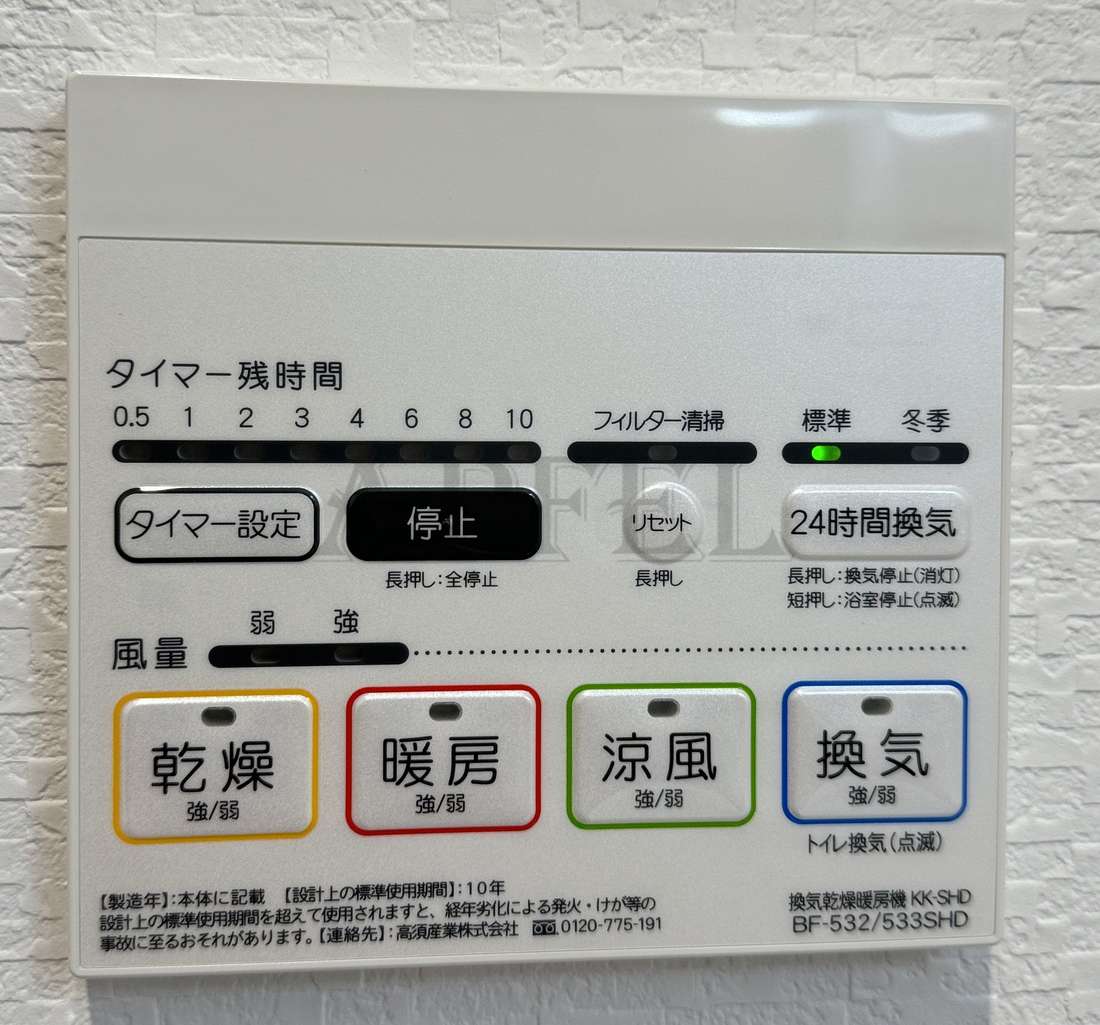 タイマー残時間
0.5 1 2 3 4 6 8 10
フィルター清掃
標準 冬季
APFEL
タイマー設定
停止
リセット
24時間換気
長押し:全停止
長押し
長押し:換気停止(消灯)
短押し:浴室停止(点滅)
風量
弱 強
乾燥
強/弱
暖房
強/弱
涼風
強/弱
換気
強/弱
トイレ換気(点滅)
【製造年】:本体に記載 【設計上の標準使用期間】:10年
設計上の標準使用期間を超えて使用されますと、経年劣化による発火・けが等の
事故に至るおそれがあります。【連絡先】:高須産業株式会社 0120-775-191
換気乾燥暖房機 KK-SHD
BF-532/533SHD